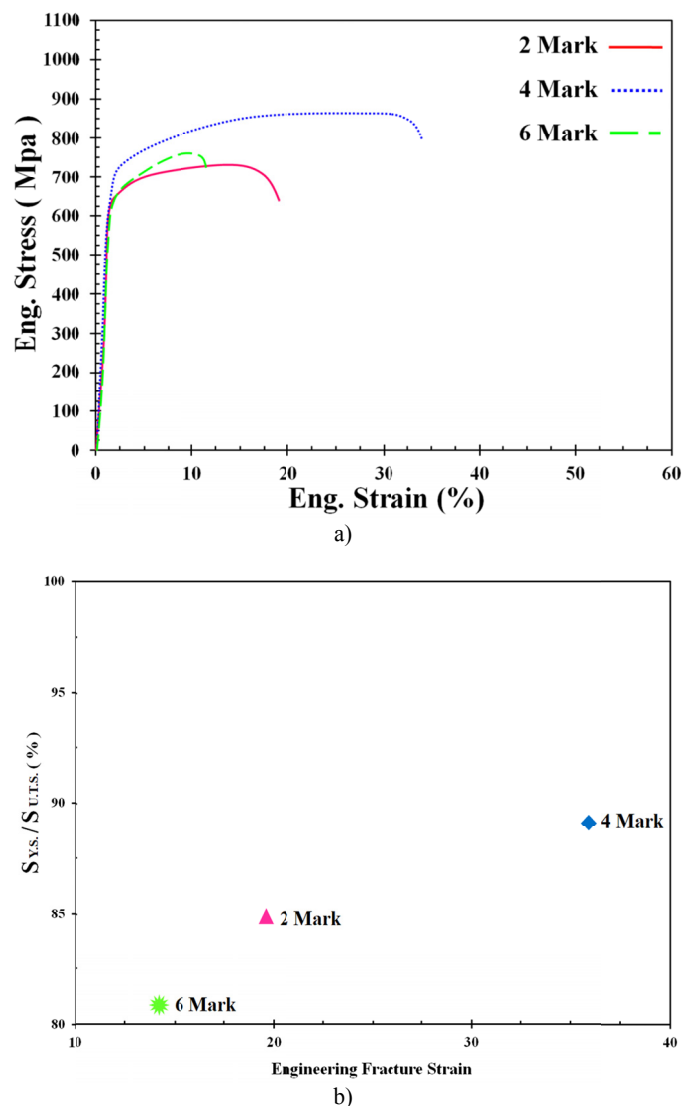 1100
1000
900
800
700
600
500
400
300
200
100
0
2 Mark
4 Mark
6 Mark
Eng. Stress ( Mpa )
0 10 20 30 40 50 60
Eng. Strain (%)
a)
100
95
90
85
80
S Y.S. / S U.T.S. ( % )
4 Mark
2 Mark
6 Mark
10 20 30 40
Engineering Fracture Strain
b)